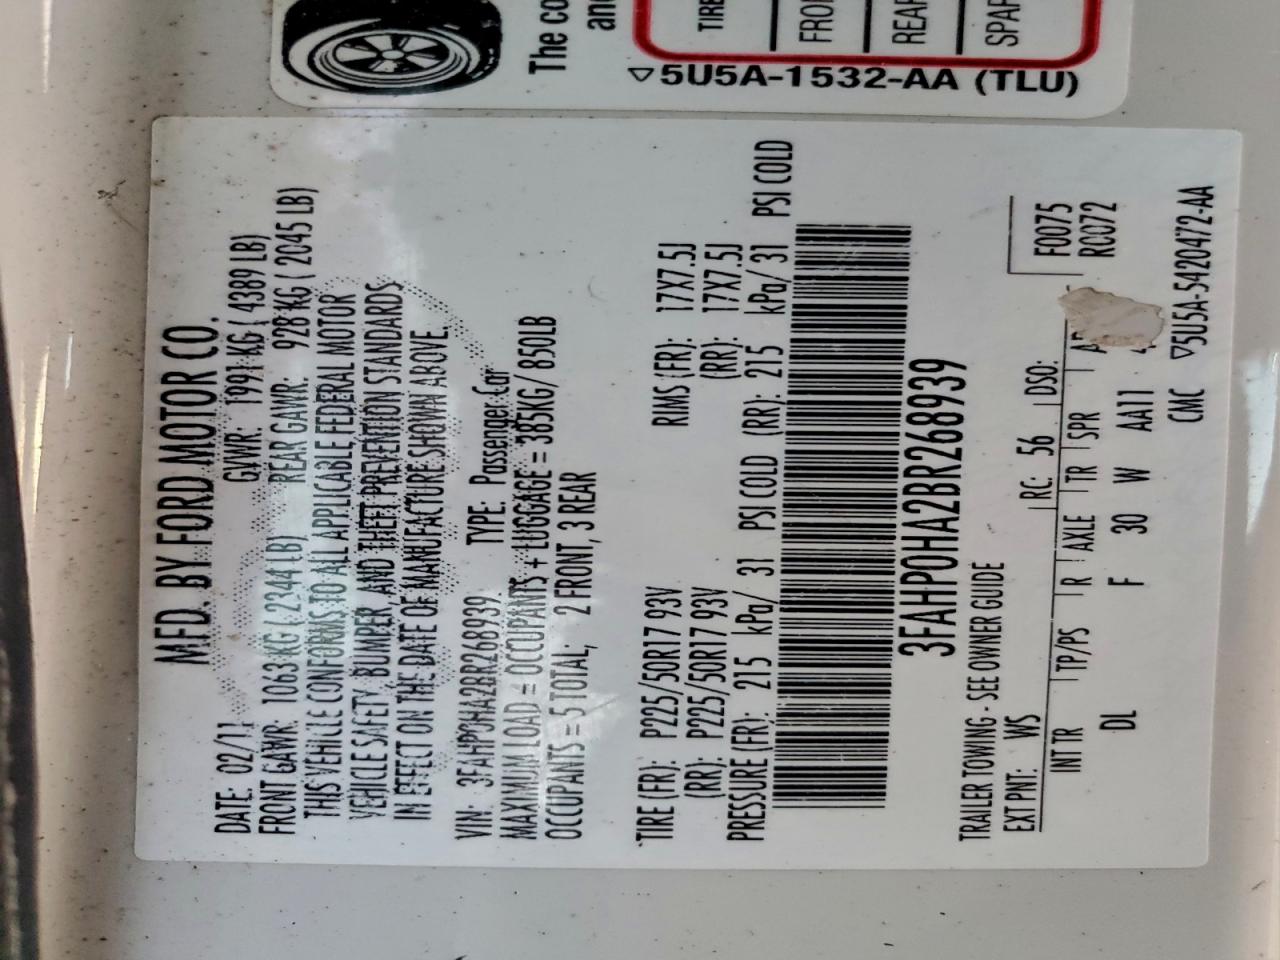 The co
and
TIRE
FRO
REAR
SPAR
▽5U5A-1532-AA (TLU)
MFD. BY FORD MOTOR CO.
DATE: 02/11 GVWR: 1991 KG ( 4389 LB)
FRONT GAWR: 1063 KG ( 2344 LB) REAR GAWR: 928 KG ( 2045 LB)
THIS VEHICLE CONFORMS TO ALL APPLICABLE FEDERAL MOTOR
VEHICLE SAFETY, BUMPER, AND THEFT PREVENTION STANDARDS
IN EFFECT ON THE DATE OF MANUFACTURE SHOWN ABOVE.
VIN: 3FAHP0HA2BR268939 TYPE: Passenger Car
MAXIMUM LOAD = OCCUPANTS + LUGGAGE = 385KG/ 850LB
OCCUPANTS = 5 TOTAL; 2 FRONT, 3 REAR
TIRE (FR): P225/50R17 93V RIMS (FR): 17X7.5J
(RR): P225/50R17 93V (RR): 17X7.5J
PRESSURE (FR): 215 kPa/ 31 PSI COLD (RR): 215 kPa/ 31 PSI COLD
3FAHP0HA2BR268939
TRAILER TOWING - SEE OWNER GUIDE
EXT PNT: WS RC: 56 DSO: F0075
INT TR TP/PS R AXLE TR SPR R0072
DL F 30 W AA11
CMC ▽5U5A-5420472-AA